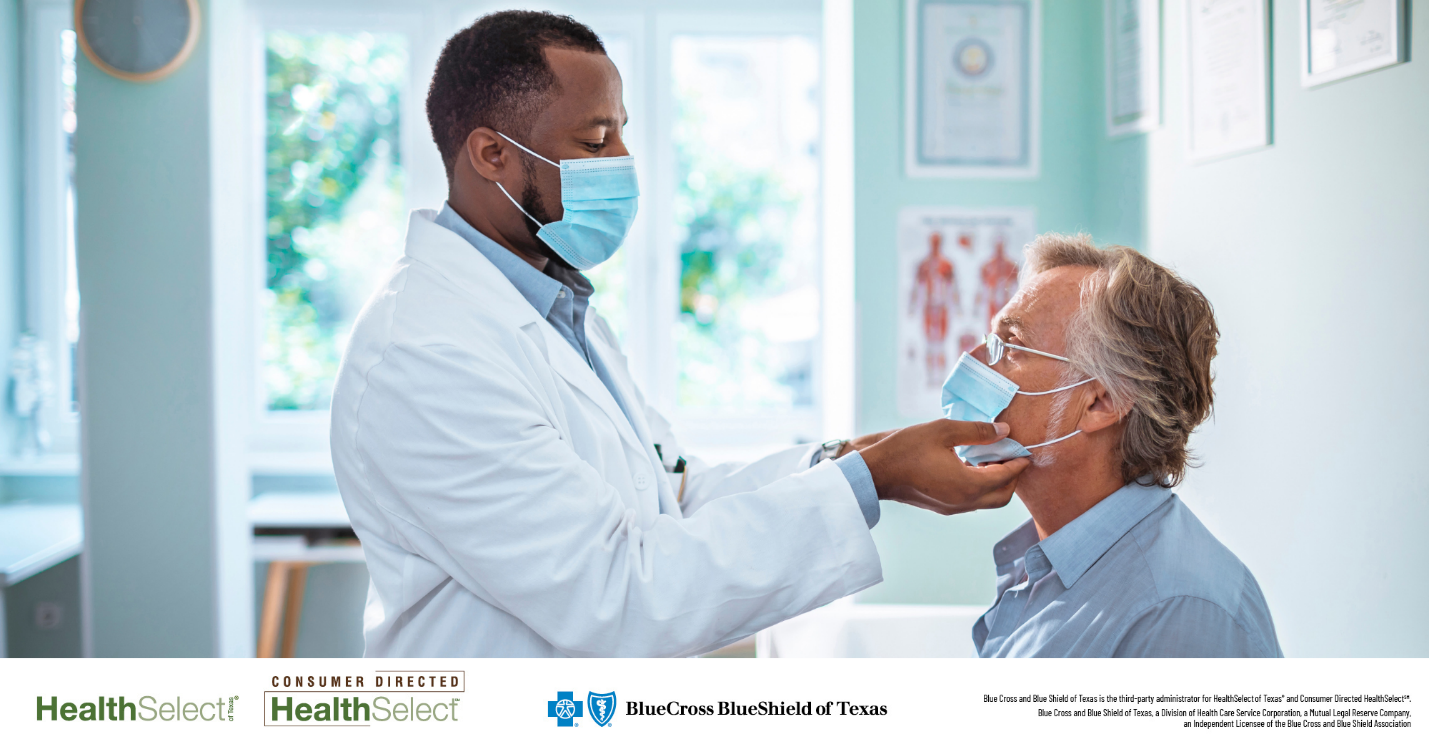 HealthSelect of Texas®
CONSUMER DIRECTED
HealthSelect℠
BlueCross BlueShield of Texas
Blue Cross and Blue Shield of Texas is the third-party administrator for HealthSelect of Texas® and Consumer Directed HealthSelect℠.
Blue Cross and Blue Shield of Texas, a Division of Health Care Service Corporation, a Mutual Legal Reserve Company,
an Independent Licensee of the Blue Cross and Blue Shield Association